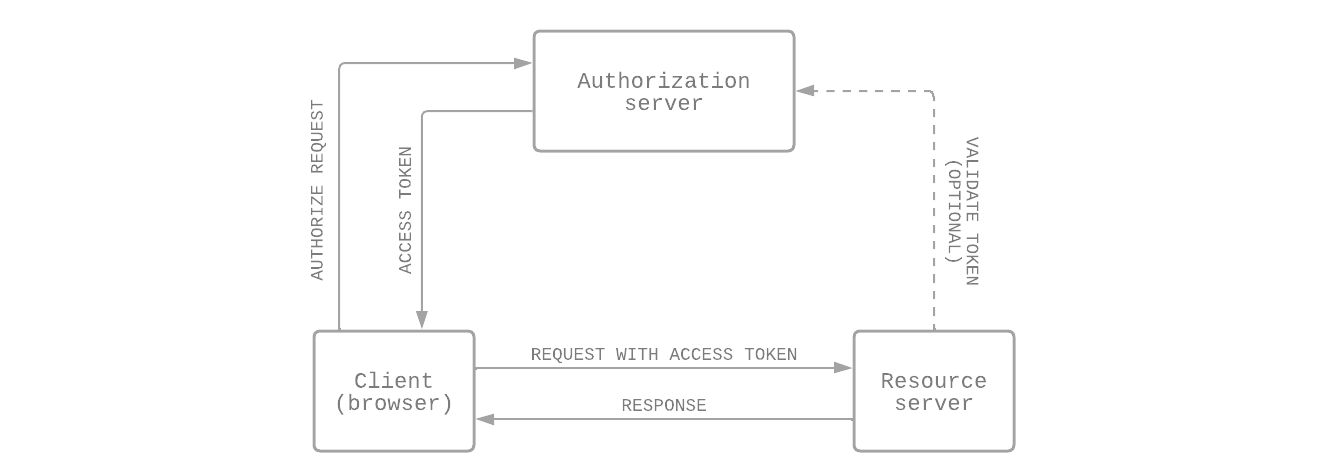 Authorization
server
AUTHORIZE REQUEST
ACCESS TOKEN
VALIDATE TOKEN
(OPTIONAL)
REQUEST WITH ACCESS TOKEN
RESPONSE
Client
(browser)
Resource
server